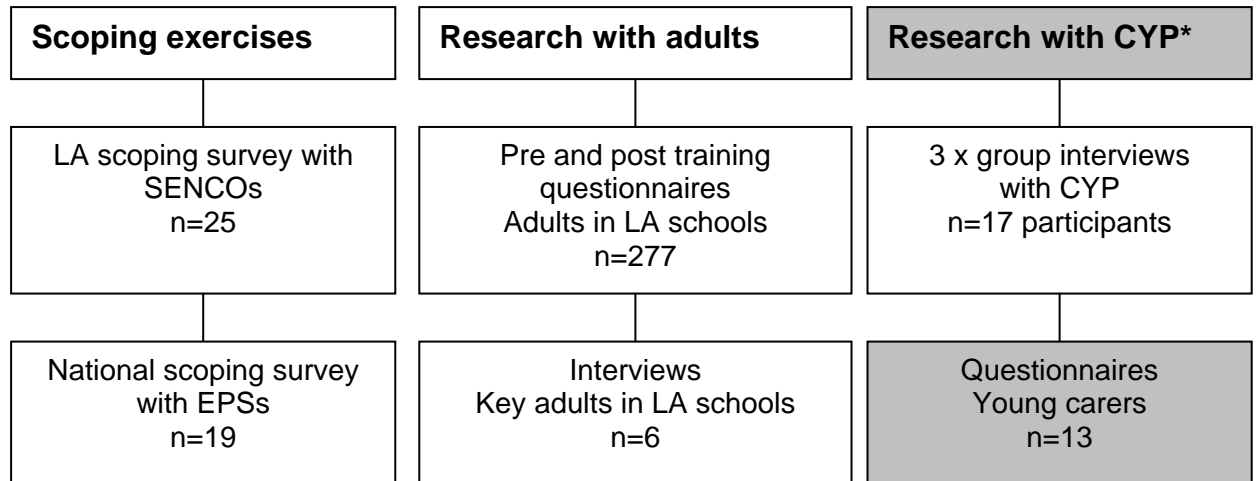 Scoping exercises
LA scoping survey with
SENCOs
n=25
National scoping survey
with EPSs
n=19
Research with adults
Pre and post training
questionnaires
Adults in LA schools
n=277
Interviews
Key adults in LA schools
n=6
Research with CYP*
3 x group interviews
with CYP
n=17 participants
Questionnaires
Young carers
n=13